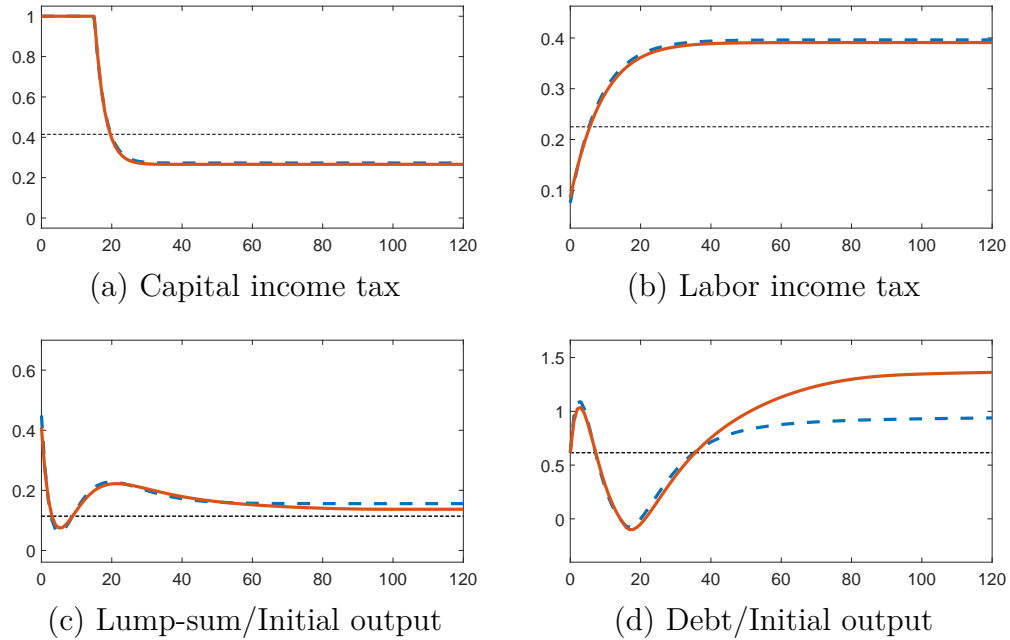 1
0.8
0.6
0.4
0.2
0
0 20 40 60 80 100 120
(a) Capital income tax
0.4
0.3
0.2
0.1
0 20 40 60 80 100 120
(b) Labor income tax
0.6
0.4
0.2
0
0 20 40 60 80 100 120
(c) Lump-sum/Initial output
1.5
1
0.5
0
0 20 40 60 80 100 120
(d) Debt/Initial output